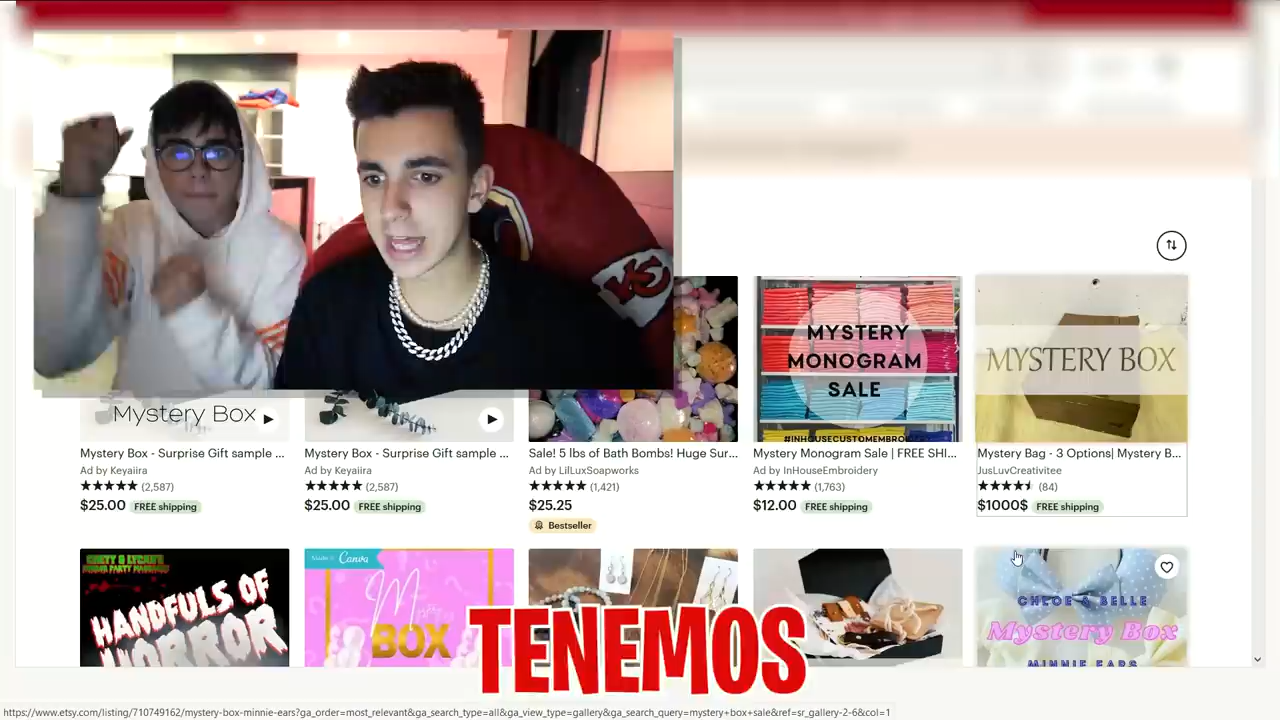 Mystery Box
MYSTERY
MONOGRAM
SALE
#INHOUSECUSTOMEMBROIDERY
MYSTERY BOX
Mystery Box - Surprise Gift sample ...
Ad by Keyaiira
(2,587)
$25.00 FREE shipping
Mystery Box - Surprise Gift sample ...
Ad by Keyaiira
(2,587)
$25.00 FREE shipping
Sale! 5 lbs of Bath Bombs! Huge Sur...
Ad by LilLuxSoapworks
(1,421)
$25.25
Bestseller
Mystery Monogram Sale | FREE SHI...
Ad by InHouseEmbroidery
(1,763)
$12.00 FREE shipping
Mystery Bag - 3 Options| Mystery B...
JusLuvCreativitee
(84)
$1000$ FREE shipping
HANDFULS OF
HORROR
Made in Canva
BOX
CHLOE & BELLE
Mystery Box
MINNIE EARS
TENEMOS
https://www.etsy.com/listing/710749162/mystery-box-minnie-ears?ga_order=most_relevant&ga_search_type=all&ga_view_type=gallery&ga_search_query=mystery+box+sale&ref=sr_gallery-2-6&col=1